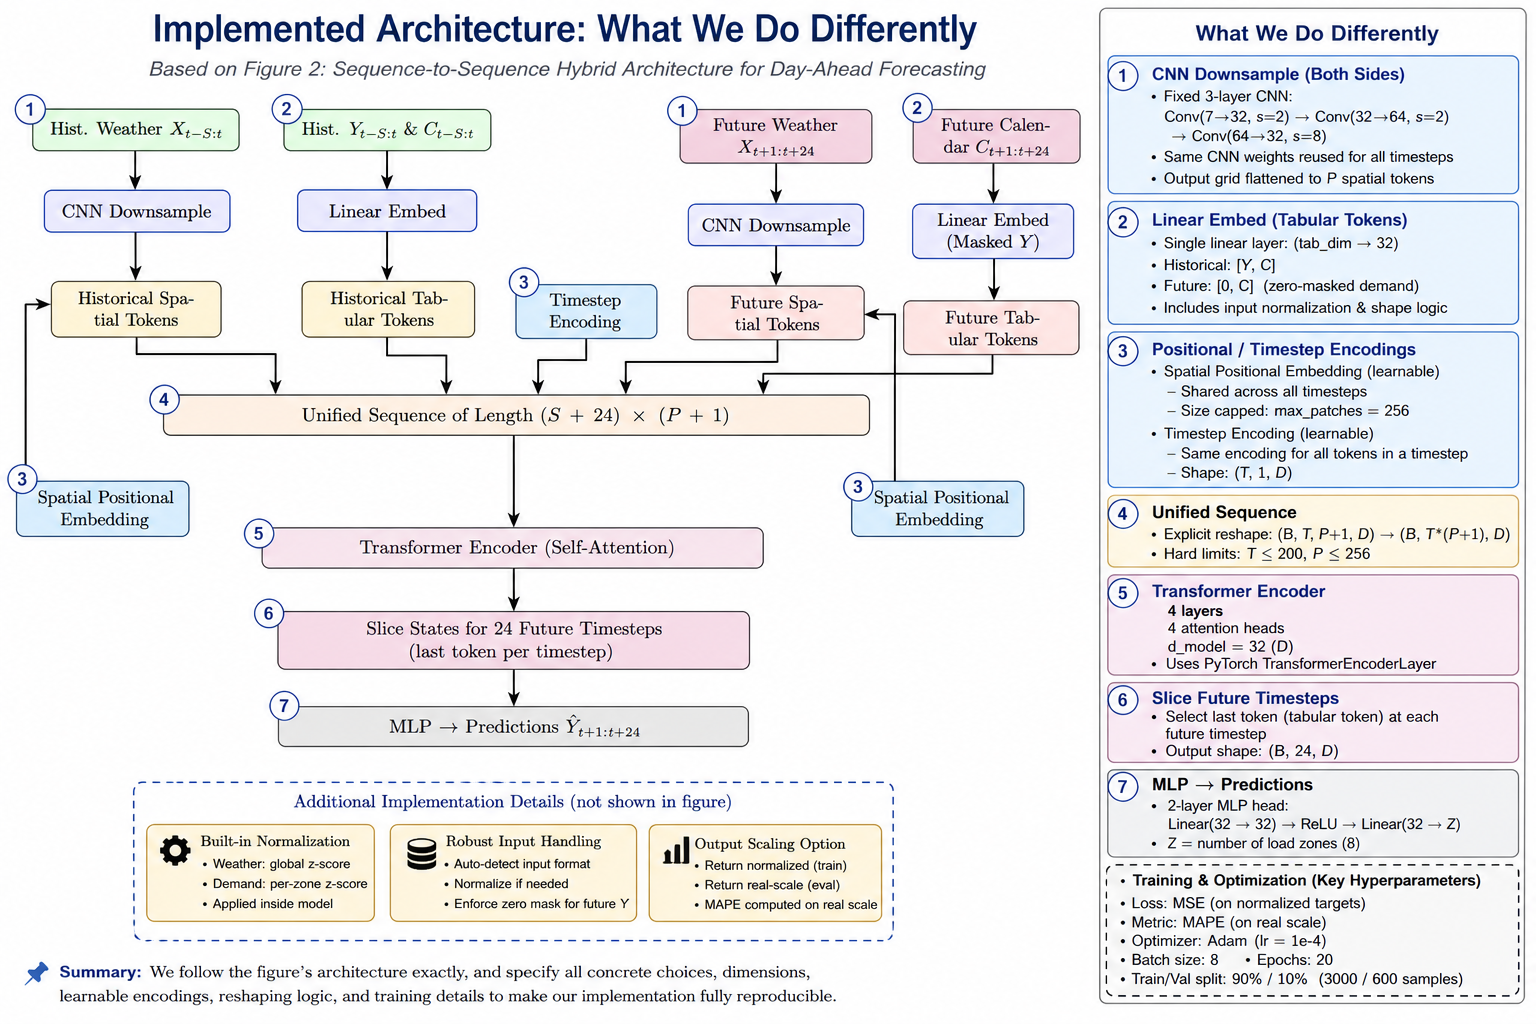 Implemented Architecture: What We Do Differently
Based on Figure 2: Sequence-to-Sequence Hybrid Architecture for Day-Ahead Forecasting
1
Hist. Weather X_{t−S:t}
2
Hist. Y_{t−S:t} & C_{t−S:t}
1
Future Weather
X_{t+1:t+24}
2
Future Calen-
dar C_{t+1:t+24}
CNN Downsample
Linear Embed
CNN Downsample
Linear Embed
(Masked Y)
Historical Spa-
tial Tokens
Historical Tab-
ular Tokens
3
Timestep
Encoding
Future Spa-
tial Tokens
Future Tab-
ular Tokens
4
Unified Sequence of Length (S + 24) × (P + 1)
3
Spatial Positional
Embedding
3
Spatial Positional
Embedding
5
Transformer Encoder (Self-Attention)
6
Slice States for 24 Future Timesteps
(last token per timestep)
7
MLP → Predictions Ŷ_{t+1:t+24}
Additional Implementation Details (not shown in figure)
Built-in Normalization
• Weather: global z-score
• Demand: per-zone z-score
• Applied inside model
Robust Input Handling
• Auto-detect input format
• Normalize if needed
• Enforce zero mask for future Y
Output Scaling Option
• Return normalized (train)
• Return real-scale (eval)
• MAPE computed on real scale
Summary: We follow the figure's architecture exactly, and specify all concrete choices, dimensions,
learnable encodings, reshaping logic, and training details to make our implementation fully reproducible.
What We Do Differently
1
CNN Downsample (Both Sides)
• Fixed 3-layer CNN:
Conv(7→32, s=2) → Conv(32→64, s=2)
→ Conv(64→32, s=8)
• Same CNN weights reused for all timesteps
• Output grid flattened to P spatial tokens
2
Linear Embed (Tabular Tokens)
• Single linear layer: (tab_dim → 32)
• Historical: [Y, C]
• Future: [0, C] (zero-masked demand)
• Includes input normalization & shape logic
3
Positional / Timestep Encodings
• Spatial Positional Embedding (learnable)
– Shared across all timesteps
– Size capped: max_patches = 256
• Timestep Encoding (learnable)
– Same encoding for all tokens in a timestep
– Shape: (T, 1, D)
4
Unified Sequence
• Explicit reshape: (B, T, P+1, D) → (B, T*(P+1), D)
• Hard limits: T ≤ 200, P ≤ 256
5
Transformer Encoder
4 layers
4 attention heads
d_model = 32 (D)
• Uses PyTorch TransformerEncoderLayer
6
Slice Future Timesteps
• Select last token (tabular token) at each
future timestep
• Output shape: (B, 24, D)
7
MLP → Predictions
• 2-layer MLP head:
Linear(32 → 32) → ReLU → Linear(32 → Z)
• Z = number of load zones (8)
• Training & Optimization (Key Hyperparameters)
• Loss: MSE (on normalized targets)
• Metric: MAPE (on real scale)
• Optimizer: Adam (lr = 1e-4)
• Batch size: 8 • Epochs: 20
• Train/Val split: 90% / 10% (3000 / 600 samples)